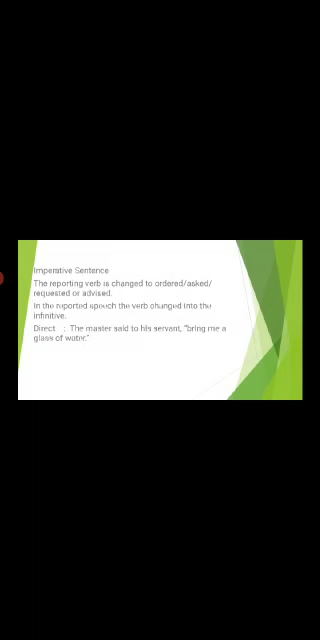 Imperative Sentence
The reporting verb is changed to ordered/asked/
requested or advised.
In the reported speech the verb changed into the
infinitive.
Direct : The master said to his servant, "bring me a
glass of water."